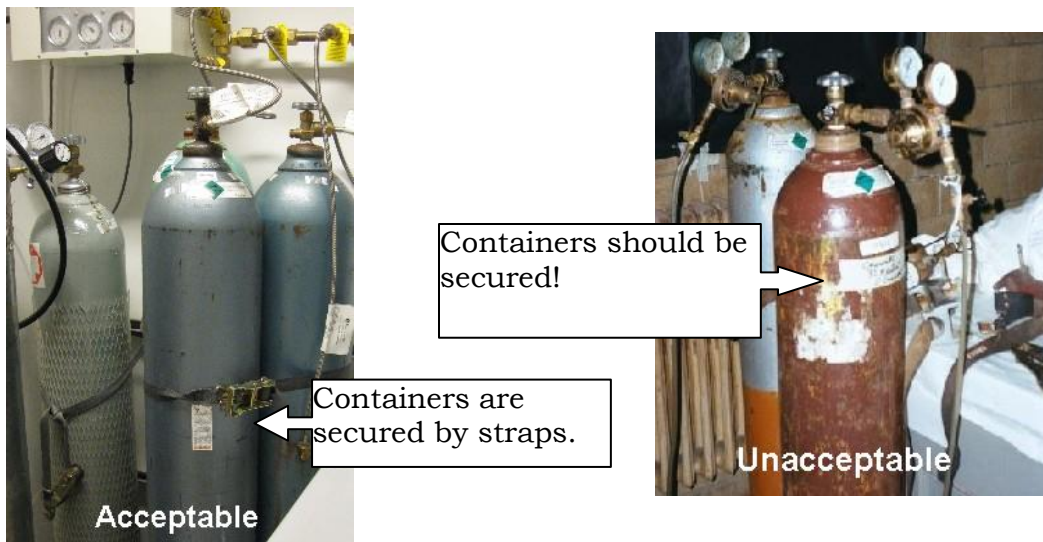 Containers should be
secured!
Containers are
secured by straps.
Unacceptable
Acceptable